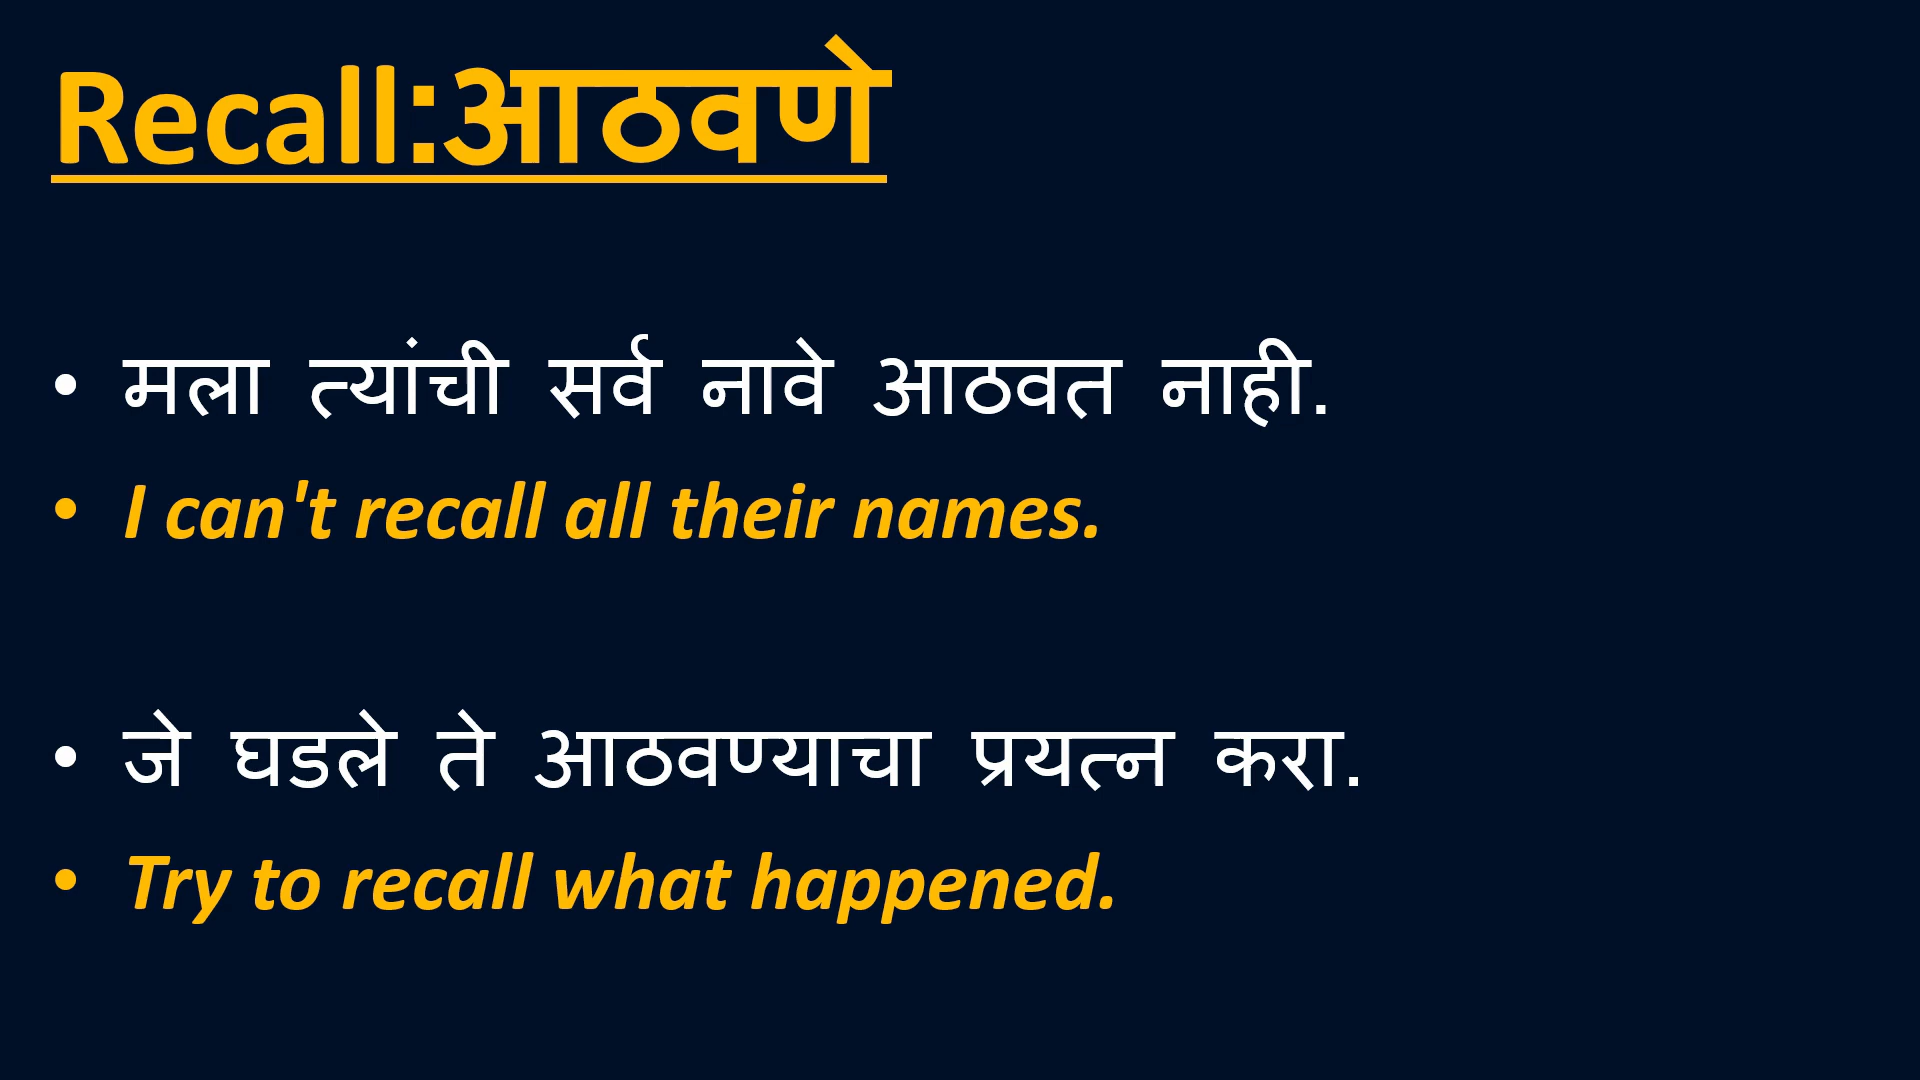 Recall:आठवणे
• मला त्यांची सर्व नावे आठवत नाही.
• I can't recall all their names.
• जे घडले ते आठवण्याचा प्रयत्न करा.
• Try to recall what happened.